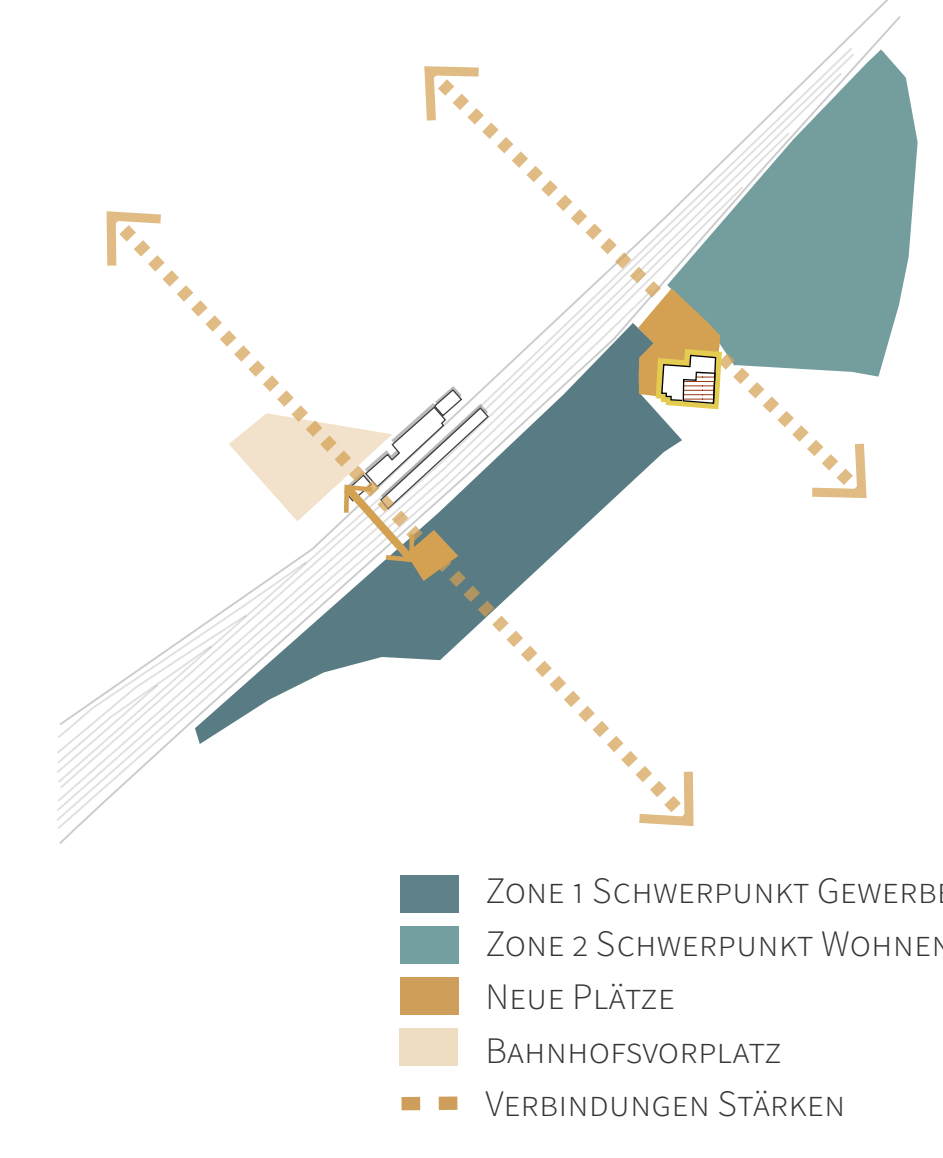 Zone 1 Schwerpunkt Gewerbe
Zone 2 Schwerpunkt Wohnen
Neue Plätze
Bahnhofsvorplatz
Verbindungen Stärken